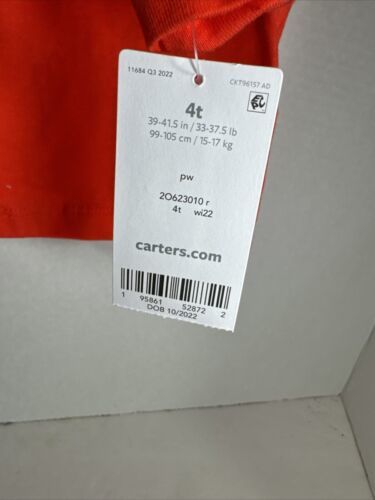 11684 Q3 2022
CKT96157 AD
4t
39-41.5 in / 33-37.5 lb
99-105 cm / 15-17 kg
pw
2O623010 r
4t wi22
carters.com
1 95861 52872 2
DOB 10/2022